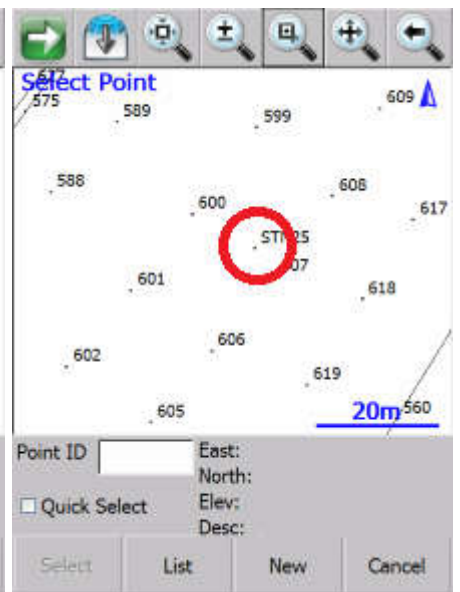 Select Point
575
589
599
609
588
608
600
617
STN25
601
618
606
602
619
605
20m
560
Point ID
East:
North:
Quick Select
Elev:
Desc:
Select
List
New
Cancel